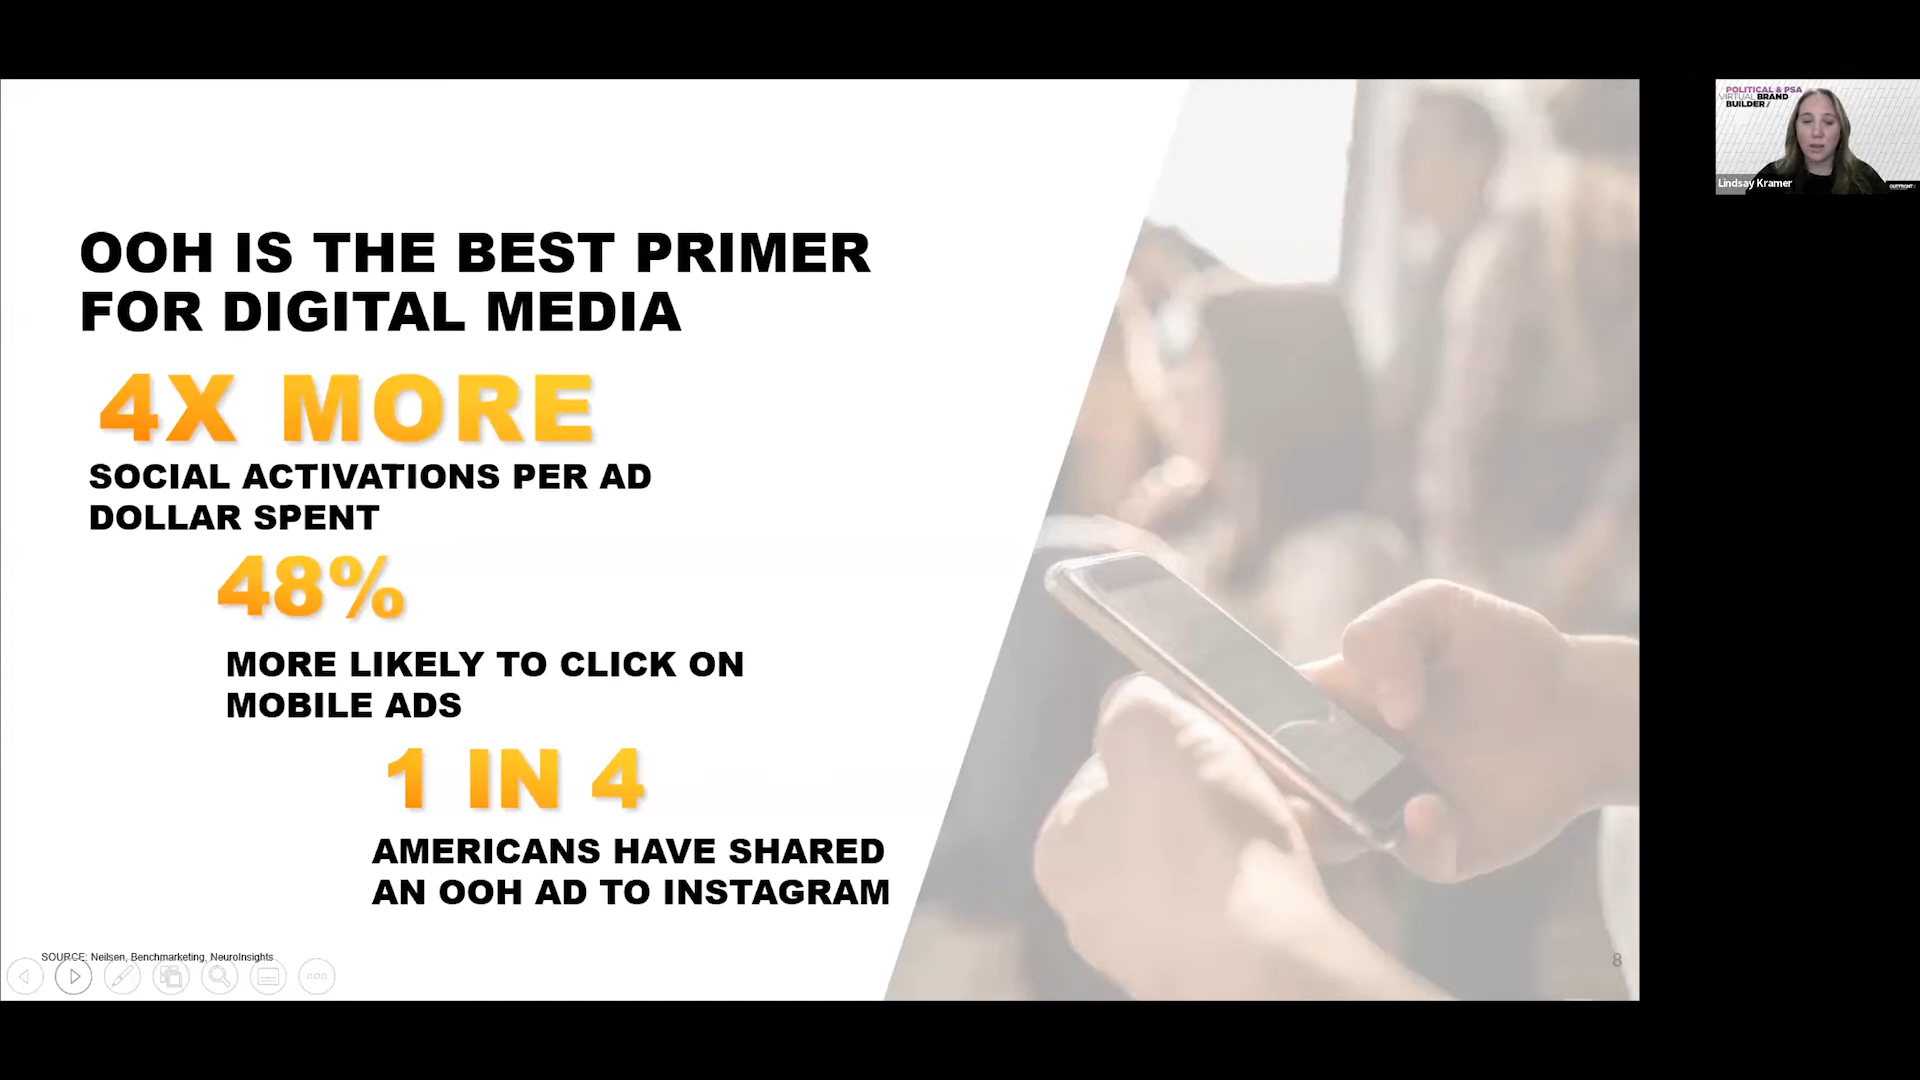 OOH IS THE BEST PRIMER
FOR DIGITAL MEDIA
4X MORE
SOCIAL ACTIVATIONS PER AD
DOLLAR SPENT
48%
MORE LIKELY TO CLICK ON
MOBILE ADS
1 IN 4
AMERICANS HAVE SHARED
AN OOH AD TO INSTAGRAM
SOURCE: Neilsen, Benchmarketing, NeuroInsights
8
POLITICAL & PSA
VIRTUAL BRAND
BUILDER /
Lindsay Kramer
OUTFRONT/